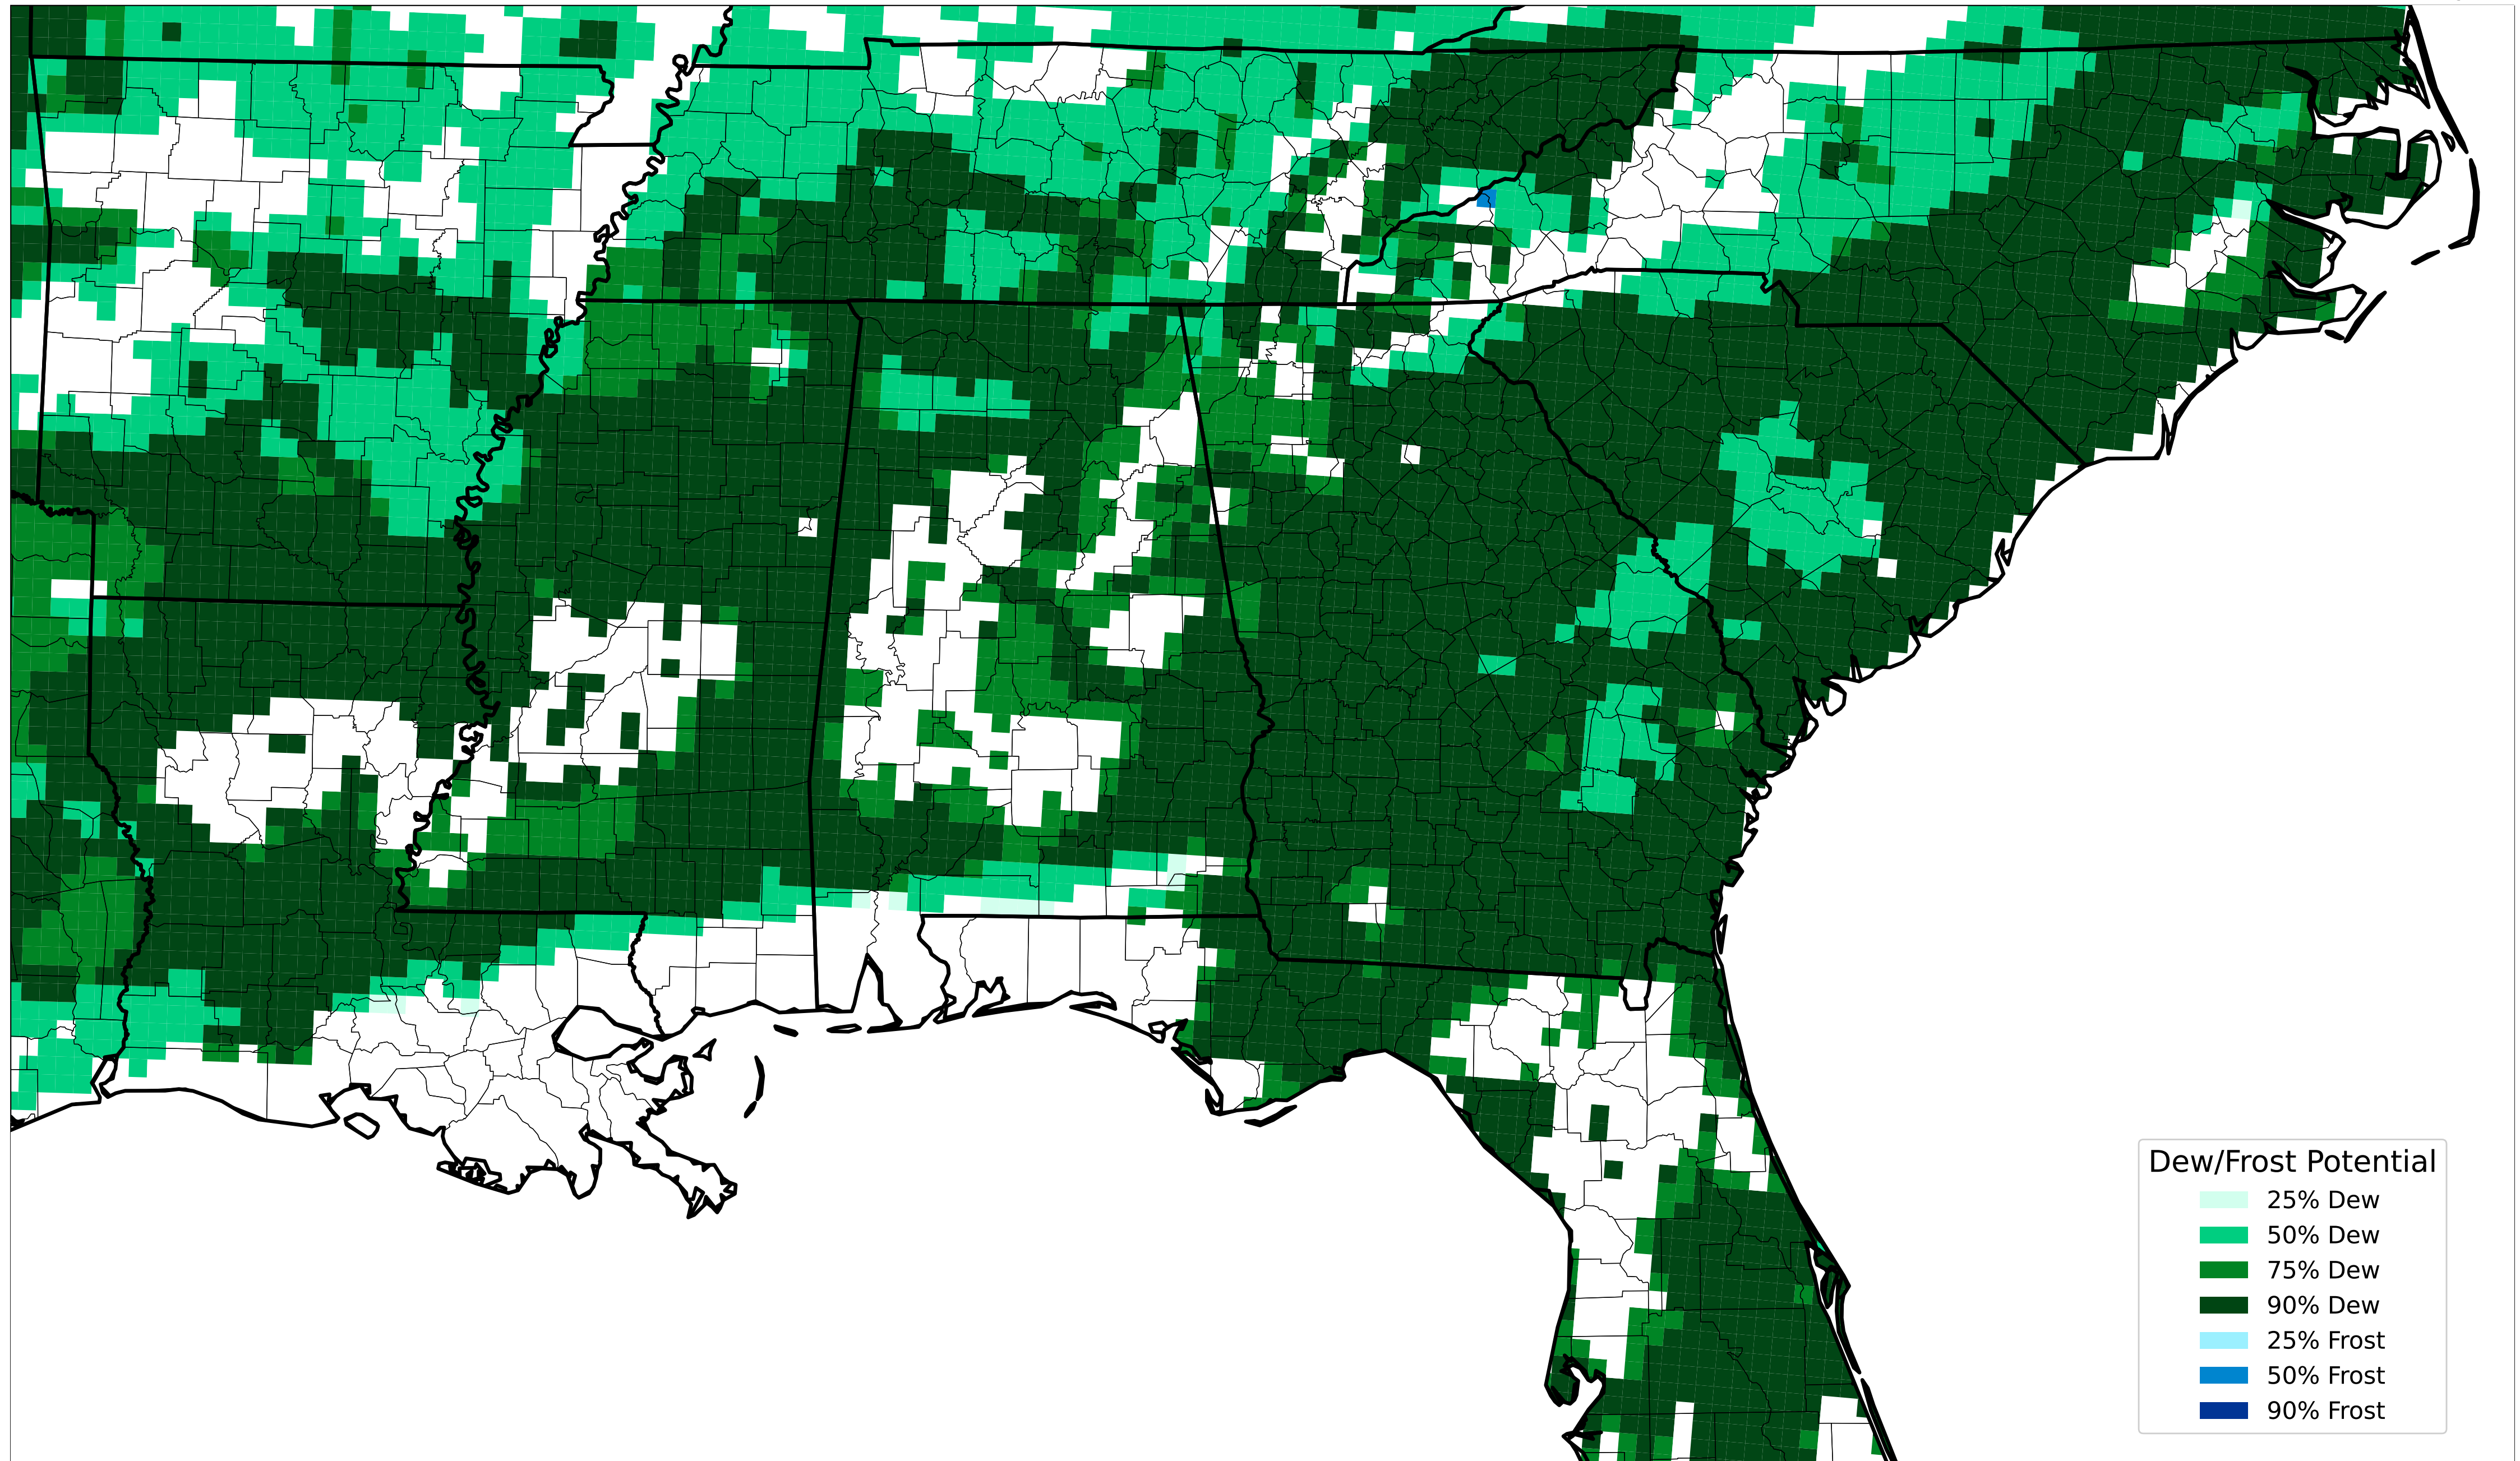 Dew/Frost Potential
25% Dew
50% Dew
75% Dew
90% Dew
25% Frost
50% Frost
90% Frost